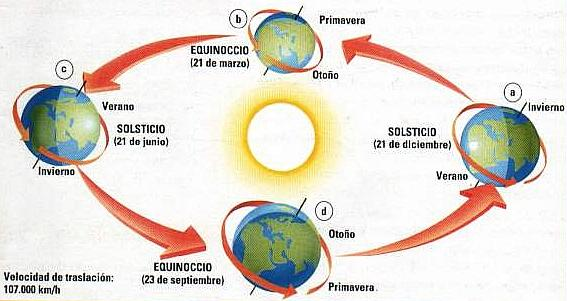 b
Primavera
EQUINOCCIO
(21 de marzo)
Otoño
c
Verano
SOLSTICIO
(21 de junio)
Invierno
a
Invierno
SOLSTICIO
(21 de diciembre)
Verano
d
Otoño
EQUINOCCIO
(23 de septiembre)
Primavera
Velocidad de traslación:
107.000 km/h